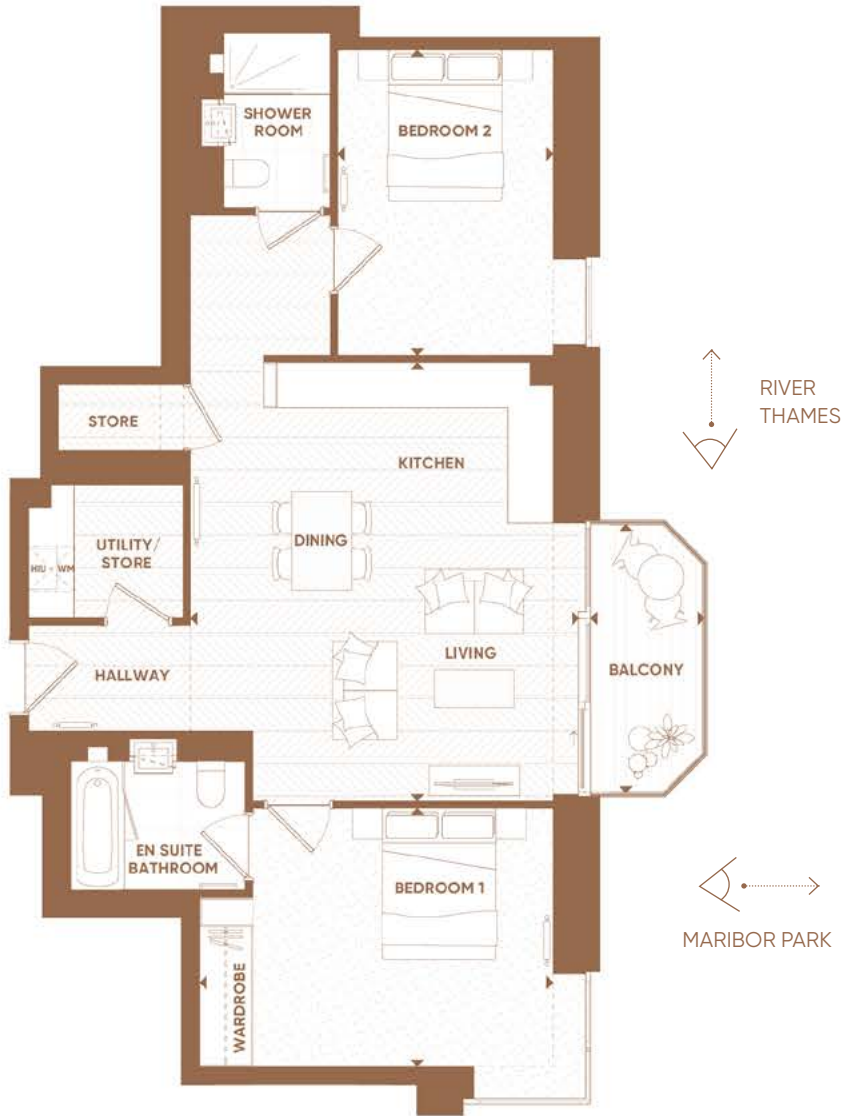 SHOWER
ROOM
BEDROOM 2
RIVER
THAMES
STORE
KITCHEN
DINING
UTILITY/
STORE
HIU
WM
LIVING
HALLWAY
BALCONY
EN SUITE
BATHROOM
BEDROOM 1
MARIBOR PARK
WARDROBE